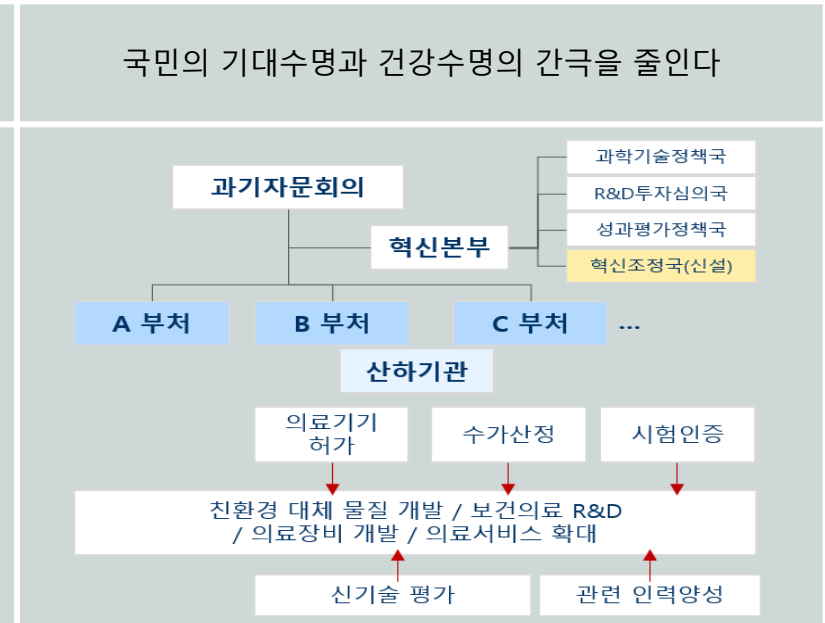 국민의 기대수명과 건강수명의 간극을 줄인다
과기자문회의
혁신본부
과학기술정책국
R&D투자심의국
성과평가정책국
혁신조정국(신설)
A 부처
B 부처
C 부처
...
산하기관
의료기기
허가
수가산정
시험인증
친환경 대체 물질 개발 / 보건의료 R&D
/ 의료장비 개발 / 의료서비스 확대
신기술 평가
관련 인력양성